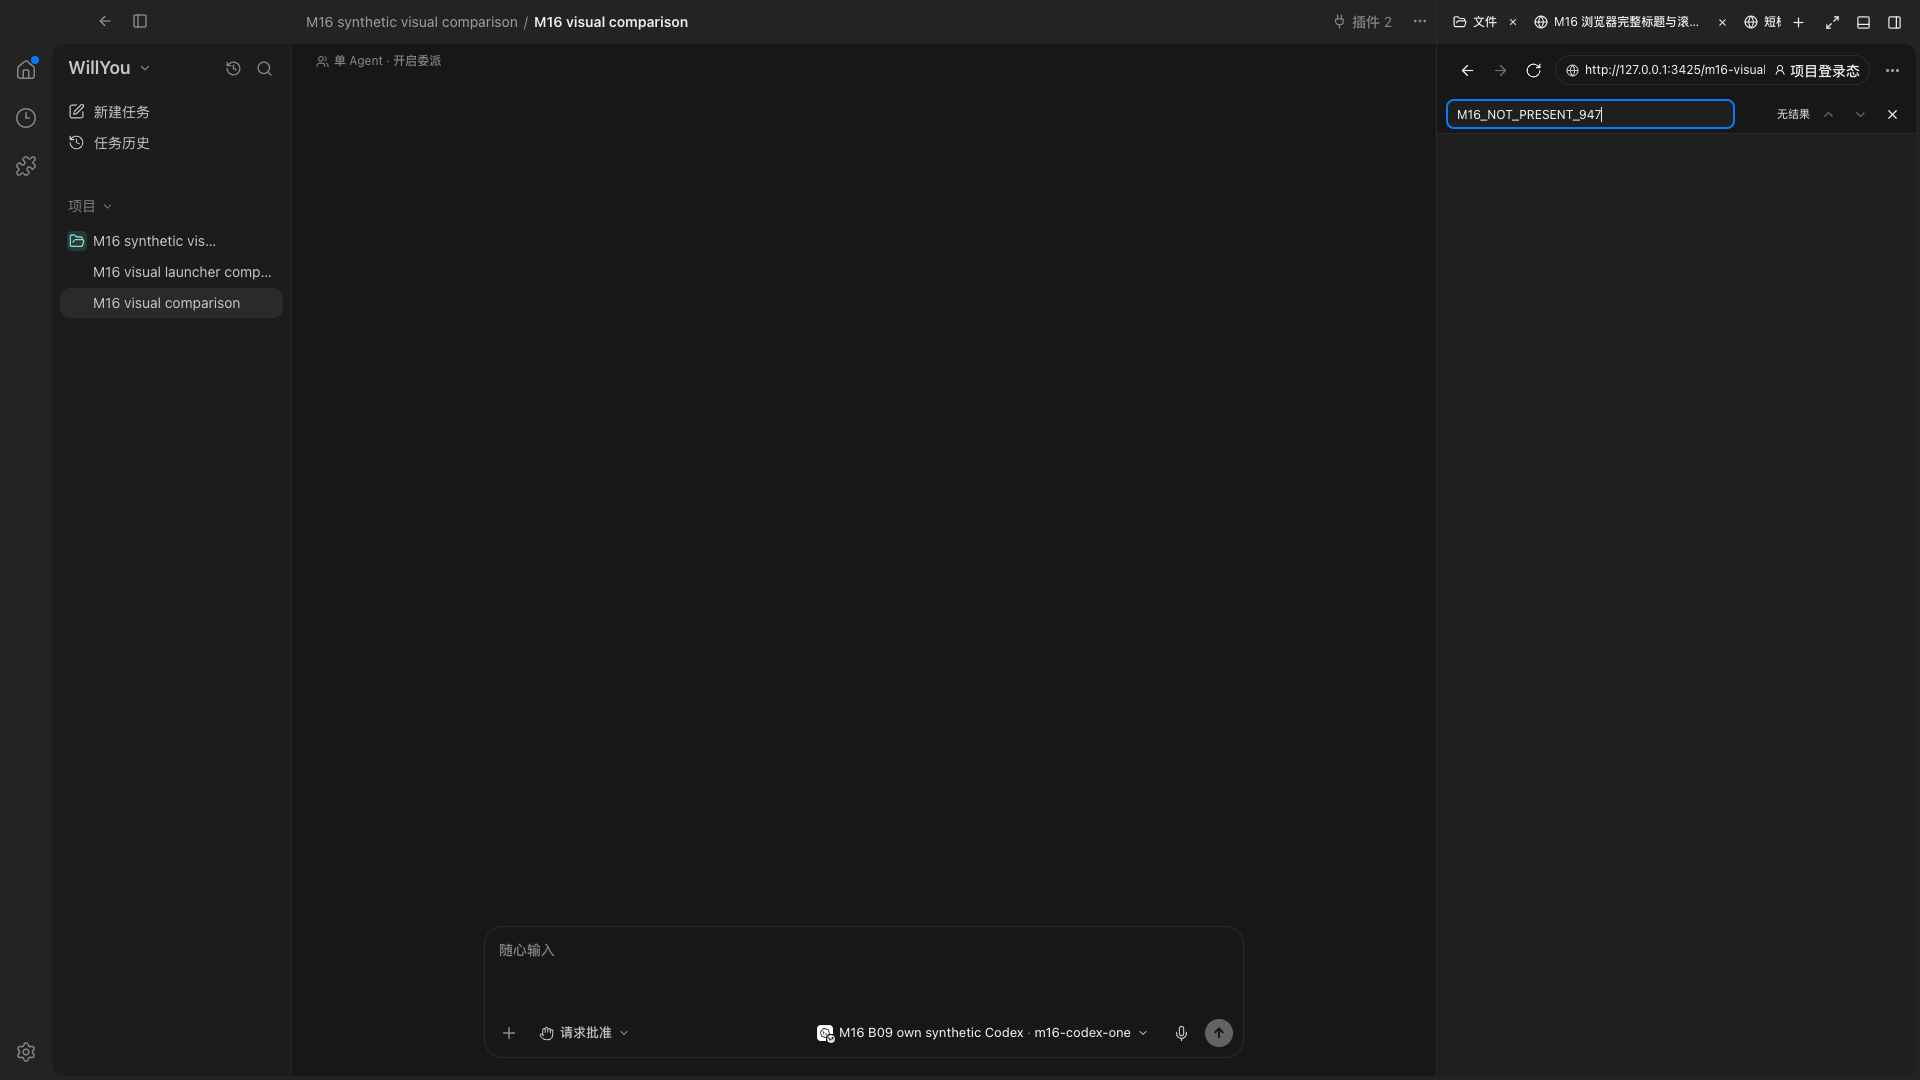 M16 synthetic visual comparison / M16 visual comparison
插件 2
文件
M16 浏览器完整标题与滚...
短标
WillYou
单 Agent · 开启委派
http://127.0.0.1:3425/m16-visual
项目登录态
新建任务
M16_NOT_PRESENT_947
无结果
任务历史
项目
M16 synthetic vis...
M16 visual launcher comp...
M16 visual comparison
随心输入
请求批准
M16 B09 own synthetic Codex · m16-codex-one